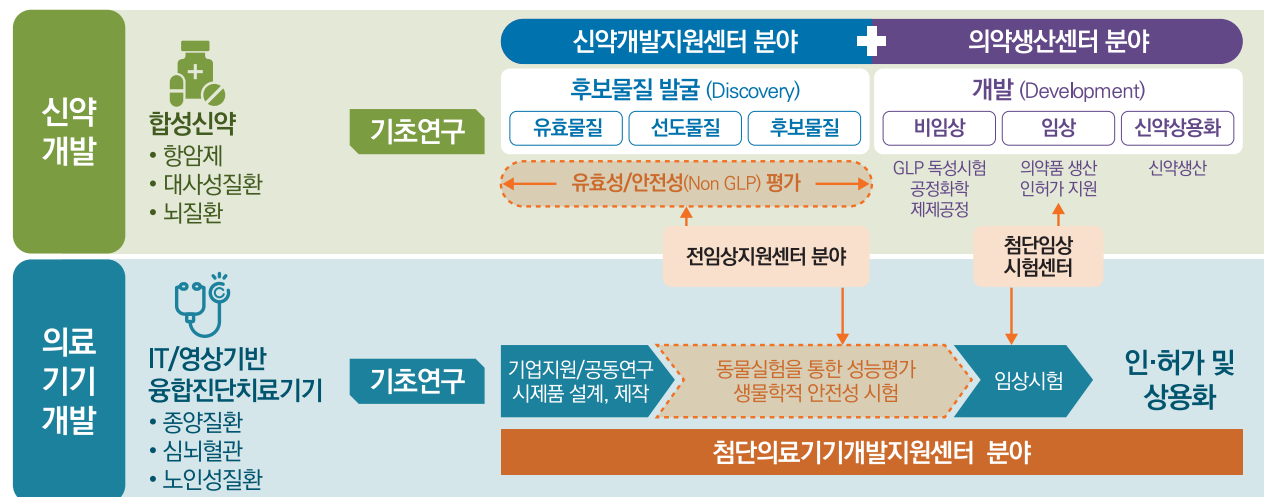 신약
개발
합성신약
• 항암제
• 대사성질환
• 뇌질환
기초연구
신약개발지원센터 분야
의약생산센터 분야
후보물질 발굴 (Discovery)
유효물질
선도물질
후보물질
개발 (Development)
비임상
임상
신약상용화
유효성/안전성(Non GLP) 평가
GLP 독성시험
공정화학
제제공정
의약품 생산
인허가 지원
신약생산
전임상지원센터 분야
첨단임상
시험센터
의료
기기
개발
IT/영상기반
융합진단치료기기
• 종양질환
• 심뇌혈관
• 노인성질환
기초연구
기업지원/공동연구
시제품 설계, 제작
동물실험을 통한 성능평가
생물학적 안전성 시험
임상시험
인·허가 및
상용화
첨단의료기기개발지원센터 분야